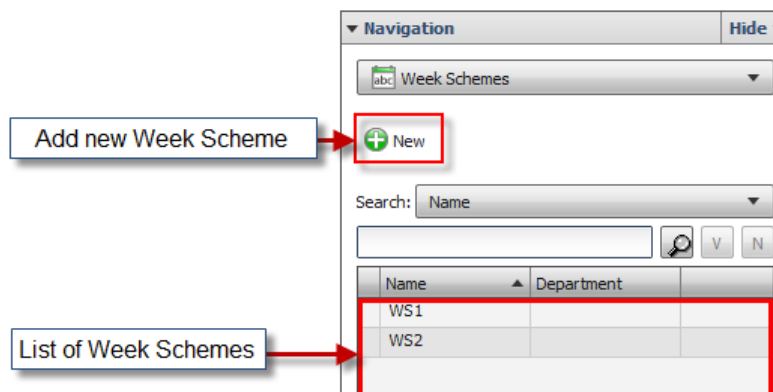 Navigation Hide
abc Week Schemes
Add new Week Scheme
New
Search: Name
V N
Name Department
WS1
WS2
List of Week Schemes